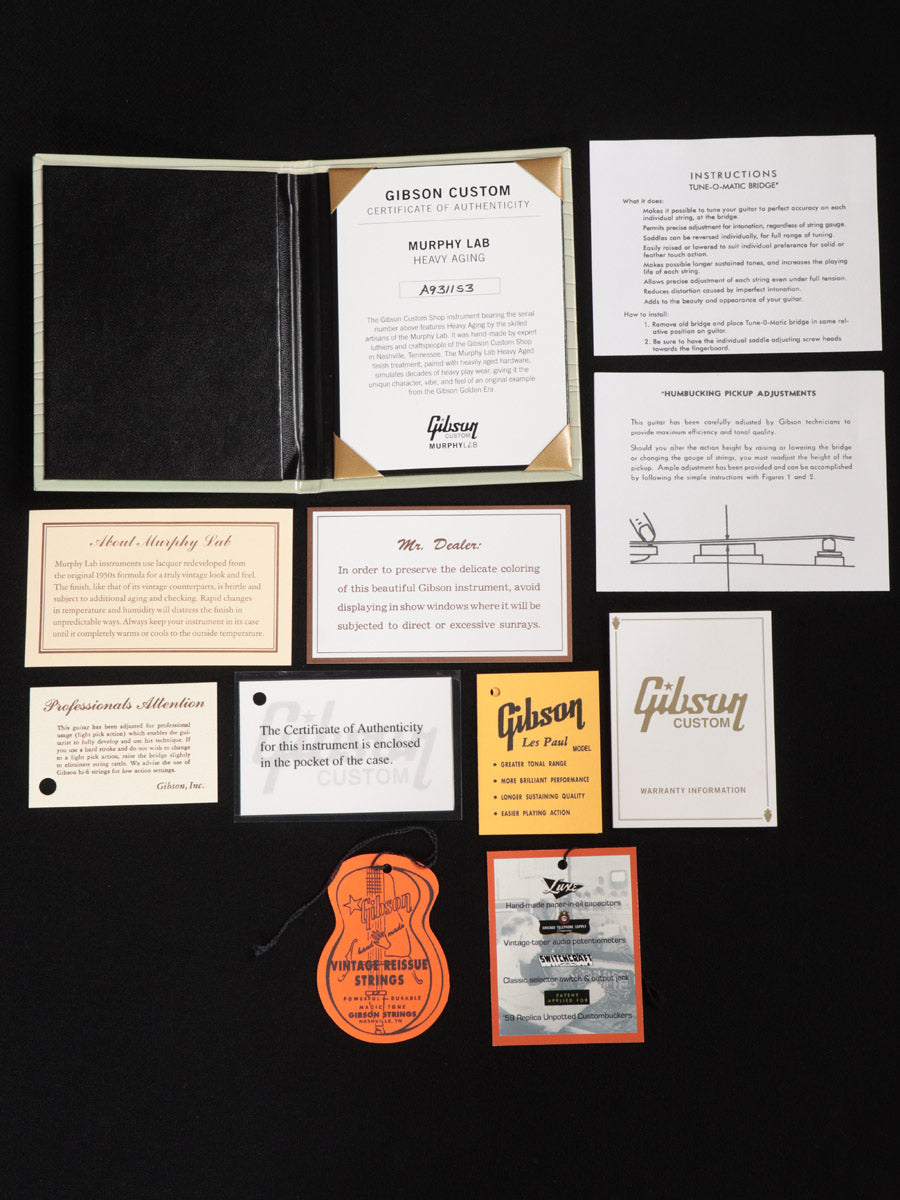 GIBSON CUSTOM
CERTIFICATE OF AUTHENTICITY
MURPHY LAB
HEAVY AGING
A931153
The Gibson Custom Shop instrument bearing the serial
number above features Heavy Aging by the skilled
artisans of the Murphy Lab. It was hand-made by expert
luthiers and craftspeople of the Gibson Custom Shop
in Nashville, Tennessee. The Murphy Lab Heavy Aged
finish treatment, paired with heavily aged hardware,
simulates decades of heavy play wear, giving it the
unique character, vibe, and feel of an original example
from the Gibson Golden Era.
Gibson
CUSTOM
MURPHY LAB
INSTRUCTIONS
TUNE-O-MATIC BRIDGE*
What it does:
Makes it possible to tune your guitar to perfect accuracy on each
individual string, at the bridge.
Permits precise adjustment for intonation, regardless of string gauge.
Saddles can be reversed individually, for full range of tuning.
Easily raised or lowered to suit individual preference for solid or
feather touch action.
Makes possible longer sustained tones, and increases the playing
life of each string.
Allows precise adjustment of each string even under full tension.
Reduces distortion caused by imperfect intonation.
Adds to the beauty and appearance of your guitar.
How to install:
1. Remove old bridge and place Tune-O-Matic bridge in same rel-
ative position on guitar.
2. Be sure to have the individual saddle adjusting screw heads
towards the fingerboard.
*HUMBUCKING PICKUP ADJUSTMENTS
This guitar has been carefully adjusted by Gibson technicians to
provide maximum efficiency and tonal quality.
Should you alter the action height by raising or lowering the bridge
or changing the gauge of strings, you must readjust the height of the
pickup. Ample adjustment has been provided and can be accomplished
by following the simple instructions with Figures 1 and 2.
About Murphy Lab
Murphy Lab instruments use lacquer redeveloped from
the original 1950s formula for a truly vintage look and feel.
The finish, like that of its vintage counterparts, is brittle and
subject to additional aging and checking. Rapid changes
in temperature and humidity will distress the finish in
unpredictable ways. Always keep your instrument in its case
until it completely warms or cools to the outside temperature.
Mr. Dealer:
In order to preserve the delicate coloring
of this beautiful Gibson instrument, avoid
displaying in show windows where it will be
subjected to direct or excessive sunrays.
Professionals Attention
This guitar has been adjusted for professional
usage (light pick action) which enables the gui-
tarist to fully develop and use his technique. If
you use a hard stroke and do not wish to change
to a light pick action, raise the bridge slightly
to eliminate string rattle. We advise the use of
Gibson hi-fi strings for low action settings.
Gibson, Inc.
Gibson
CUSTOM
The Certificate of Authenticity
for this instrument is enclosed
in the pocket of the case.
Gibson
Les Paul MODEL
• GREATER TONAL RANGE
• MORE BRILLIANT PERFORMANCE
• LONGER SUSTAINING QUALITY
• EASIER PLAYING ACTION
Gibson
CUSTOM
WARRANTY INFORMATION
Gibson
hand made
VINTAGE REISSUE
STRINGS
POWERFUL DURABLE
MAGIC TONE
GIBSON STRINGS
NASHVILLE, TN
Luxe
Hand-made paper-in-oil capacitors
CHICAGO TELEPHONE SUPPLY
Vintage-taper audio potentiometers
SWITCHCRAFT
Classic selector switch & output jack
PATENT
APPLIED FOR
'59 Replica Unpotted Custombuckers